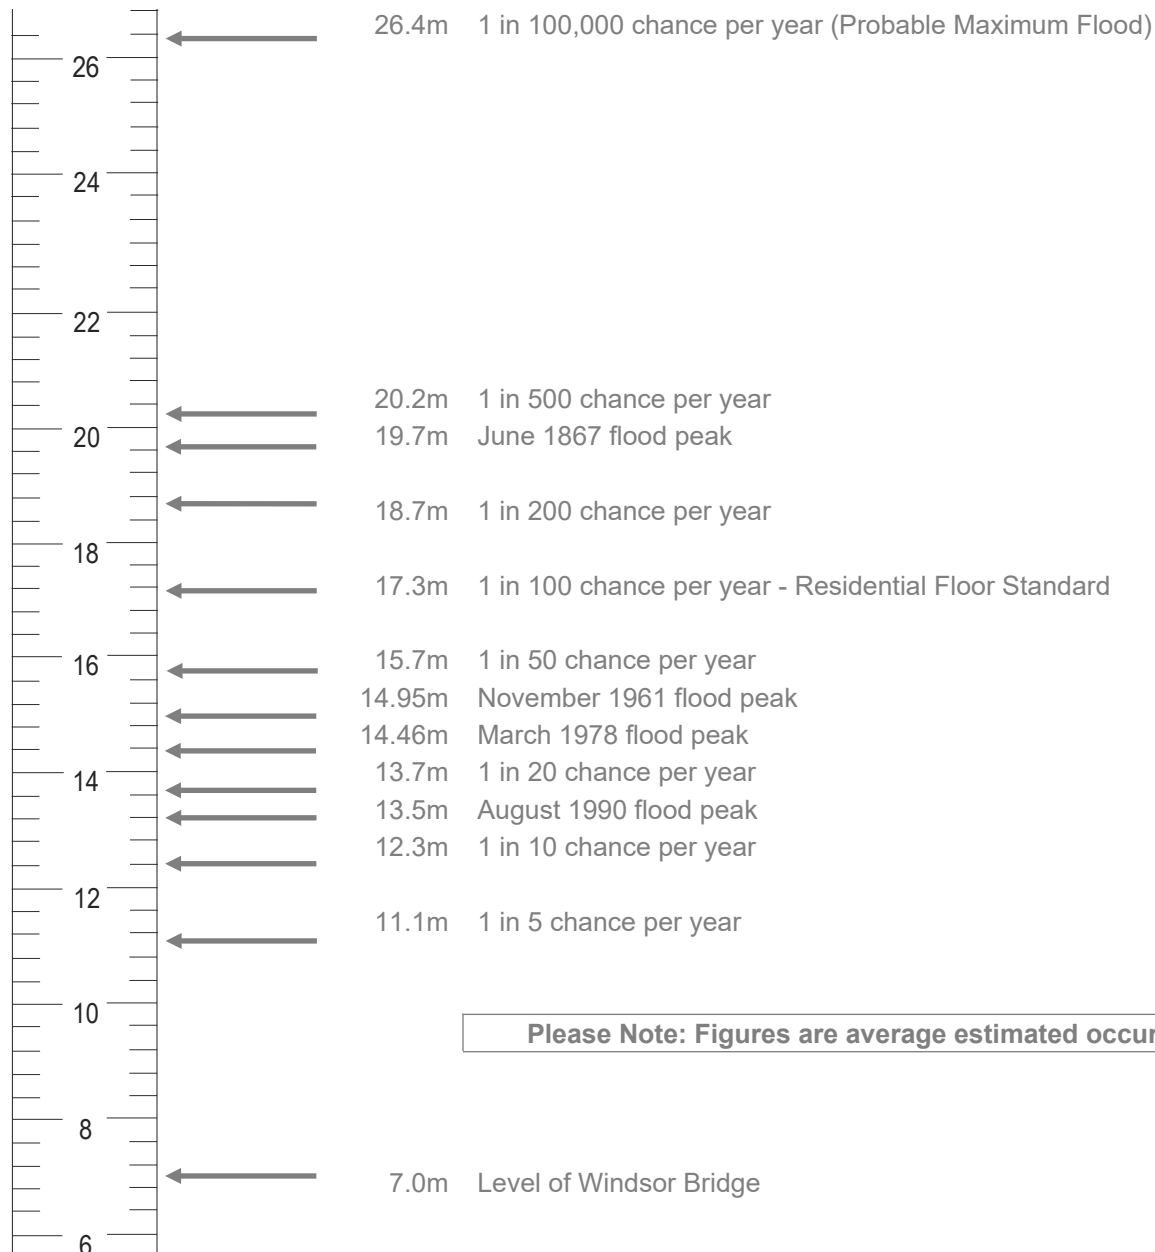 26.4m 1 in 100,000 chance per year (Probable Maximum Flood)
26
24
22
20.2m 1 in 500 chance per year
20
19.7m June 1867 flood peak
18.7m 1 in 200 chance per year
18
17.3m 1 in 100 chance per year - Residential Floor Standard
16
15.7m 1 in 50 chance per year
14.95m November 1961 flood peak
14.46m March 1978 flood peak
14
13.7m 1 in 20 chance per year
13.5m August 1990 flood peak
12.3m 1 in 10 chance per year
12
11.1m 1 in 5 chance per year
10
Please Note: Figures are average estimated occur
8
7.0m Level of Windsor Bridge
6